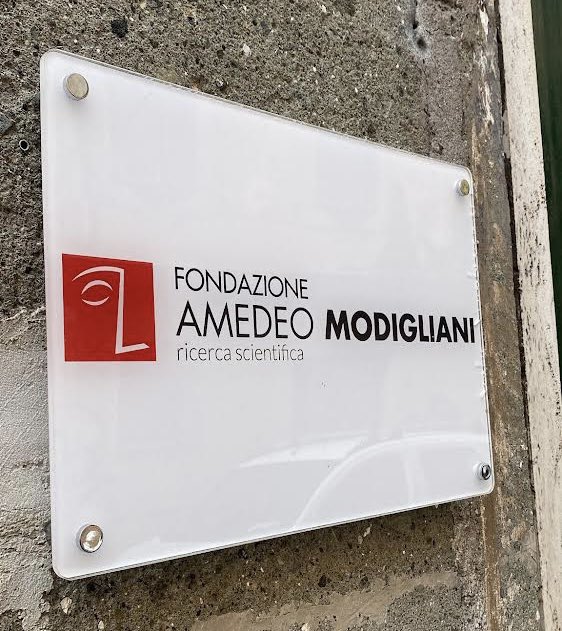 FONDAZIONE
AMEDEO MODIGLIANI
ricerca scientifica